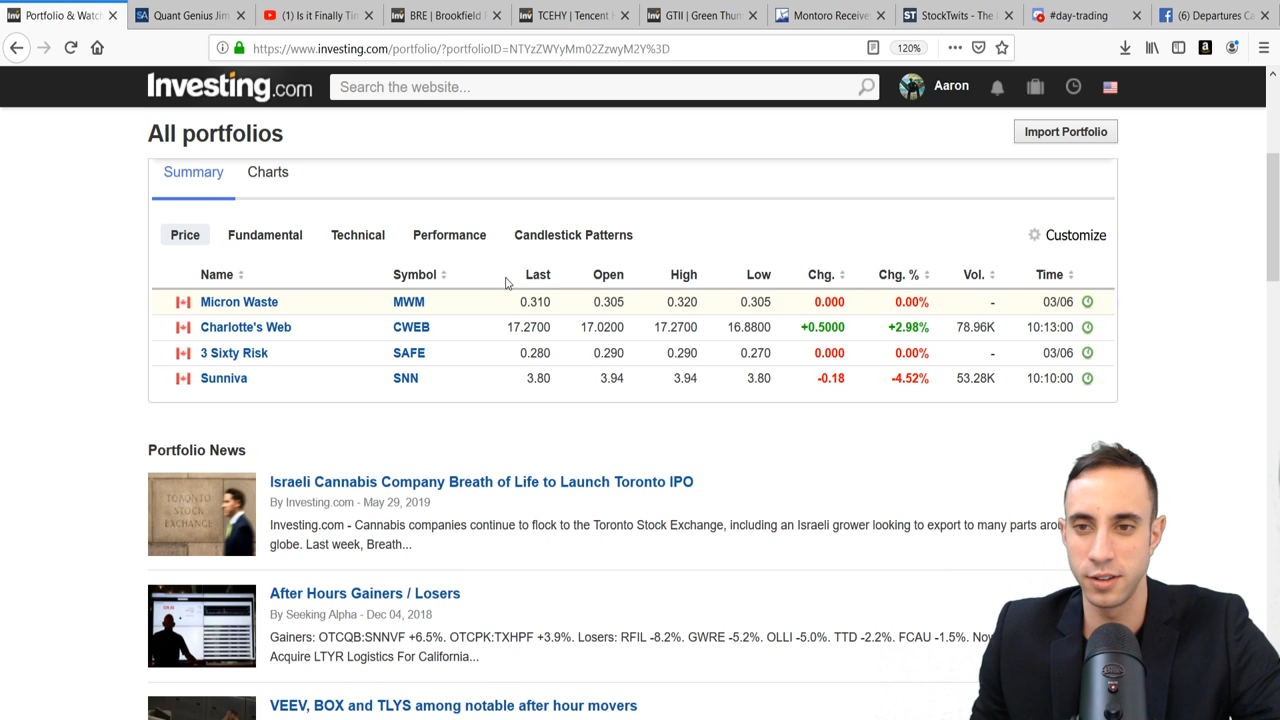 Portfolio & Watc
Quant Genius Jim
(1) Is it Finally Tin
BRE | Brookfield F
TCEHY | Tencent H
GTII | Green Thum
Montoro Receive
StockTwits - The
#day-trading
(6) Departures Ca
https://www.investing.com/portfolio/?portfolioID=NTYzZWYyMm02ZzwyM2Y%3D
120%
Investing.com
Search the website...
Aaron
All portfolios
Import Portfolio
Summary Charts
Price Fundamental Technical Performance Candlestick Patterns Customize
Name Symbol Last Open High Low Chg. Chg. % Vol. Time
Micron Waste MWM 0.310 0.305 0.320 0.305 0.000 0.00% - 03/06
Charlotte's Web CWEB 17.2700 17.0200 17.2700 16.8800 +0.5000 +2.98% 78.96K 10:13:00
3 Sixty Risk SAFE 0.280 0.290 0.290 0.270 0.000 0.00% - 03/06
Sunniva SNN 3.80 3.94 3.94 3.80 -0.18 -4.52% 53.28K 10:10:00
Portfolio News
TORONTO
STOCK
EXCHANGE
Israeli Cannabis Company Breath of Life to Launch Toronto IPO
By Investing.com - May 29, 2019
Investing.com - Cannabis companies continue to flock to the Toronto Stock Exchange, including an Israeli grower looking to export to many parts arou
globe. Last week, Breath...
After Hours Gainers / Losers
By Seeking Alpha - Dec 04, 2018
Gainers: OTCQB:SNNVF +6.5%. OTCPK:TXHPF +3.9%. Losers: RFIL -8.2%. GWRE -5.2%. OLLI -5.0%. TTD -2.2%. FCAU -1.5%. Now
Acquire LTYR Logistics For California...
VEEV, BOX and TLYS among notable after hour movers